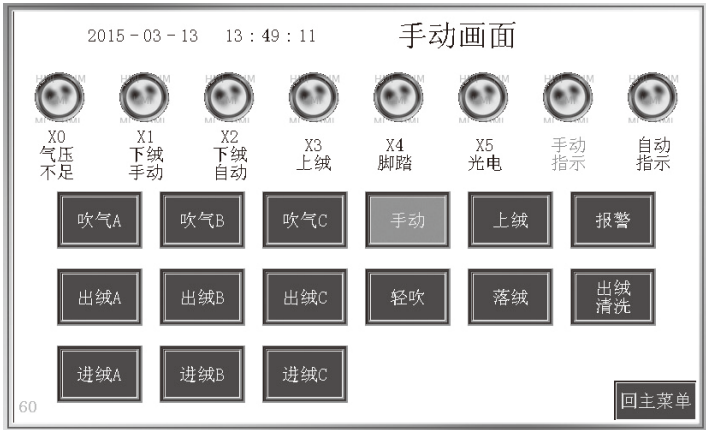 2015-03-13 13:49:11 手动画面
X0 X1 X2 X3 X4 X5 手动 自动
气压 下绒 下绒 上绒 脚踏 光电 指示 指示
不足 手动 自动
吹气A 吹气B 吹气C 手动 上绒 报警
出绒A 出绒B 出绒C 轻吹 落绒 出绒
清洗
进绒A 进绒B 进绒C
60 回主菜单